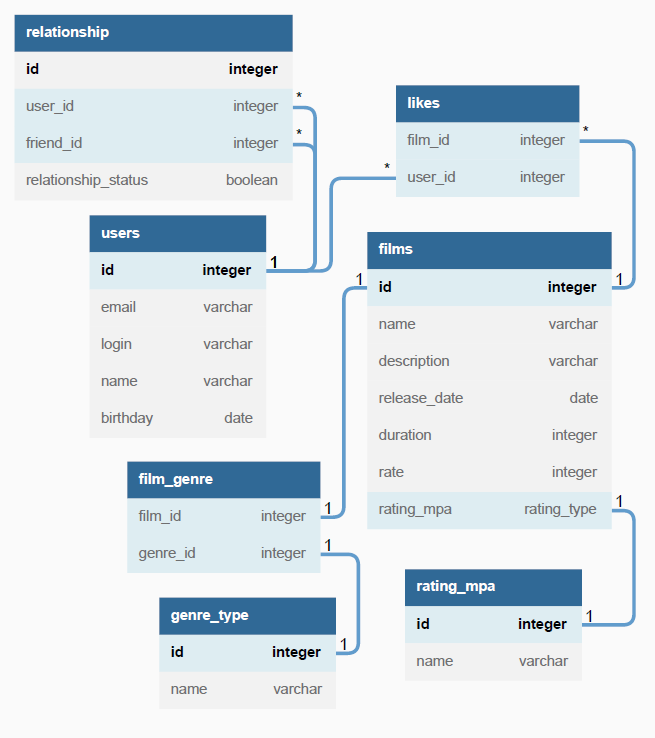 relationship
id integer
user_id integer *
friend_id integer *
relationship_status boolean
likes
film_id integer *
* user_id integer
users
id integer 1
email varchar
login varchar
name varchar
birthday date
films
1 id integer 1
name varchar
description varchar
release_date date
duration integer
rate integer
rating_mpa rating_type 1
film_genre
film_id integer 1
genre_id integer 1
genre_type
id integer 1
name varchar
rating_mpa
id integer 1
name varchar